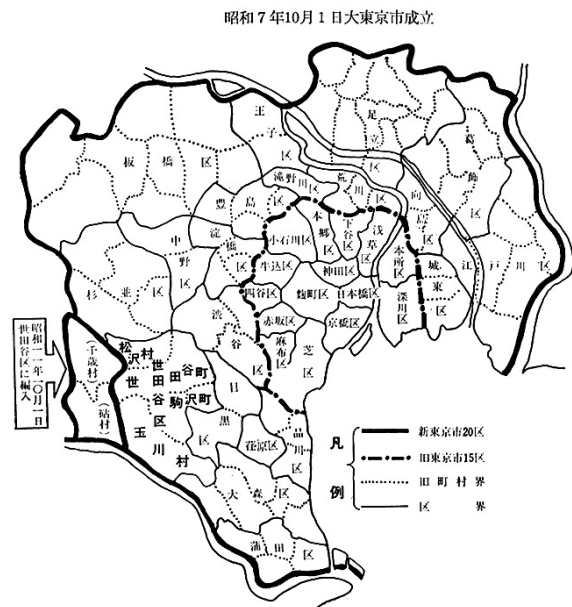 昭和7年10月1日大東京市成立
王子区
足立区
葛飾区
板橋区
滝野川区
荒川区
向島区
豊島区
本郷区
下谷区
浅草区
淀橋区
小石川区
本所区
江戸川区
中野区
牛込区
神田区
城東区
杉並区
四谷区
麹町区
日本橋区
深川区
渋谷区
赤坂区
京橋区
麻布区
芝区
昭和一一年一〇月一日
世田谷区に編入
(千歳村)
(砧村)
松沢村
世田谷町
世田谷区
駒沢町
玉川村
目黒区
荏原区
品川区
大森区
蒲田区
凡例
新東京市20区
旧東京市15区
旧町村界
区界